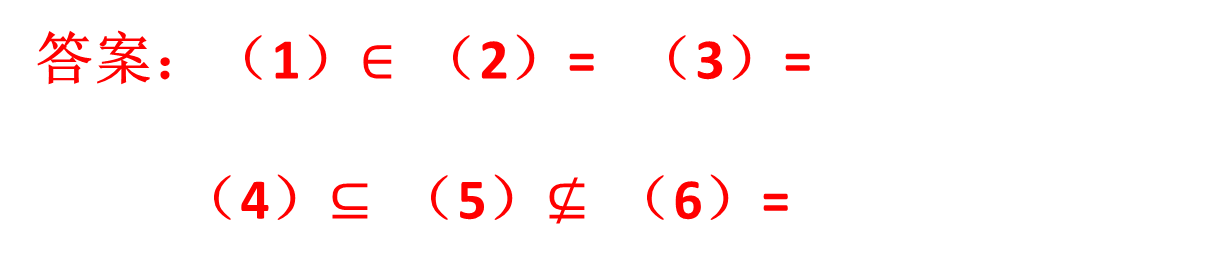 答案：（1）∈ （2）= （3）=
（4）⊆ （5）⊈ （6）=